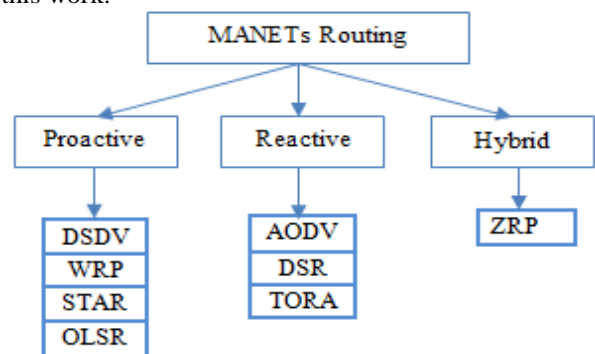 this work.
MANETs Routing
Proactive
Reactive
Hybrid
DSDV
WRP
STAR
OLSR
AODV
DSR
TORA
ZRP